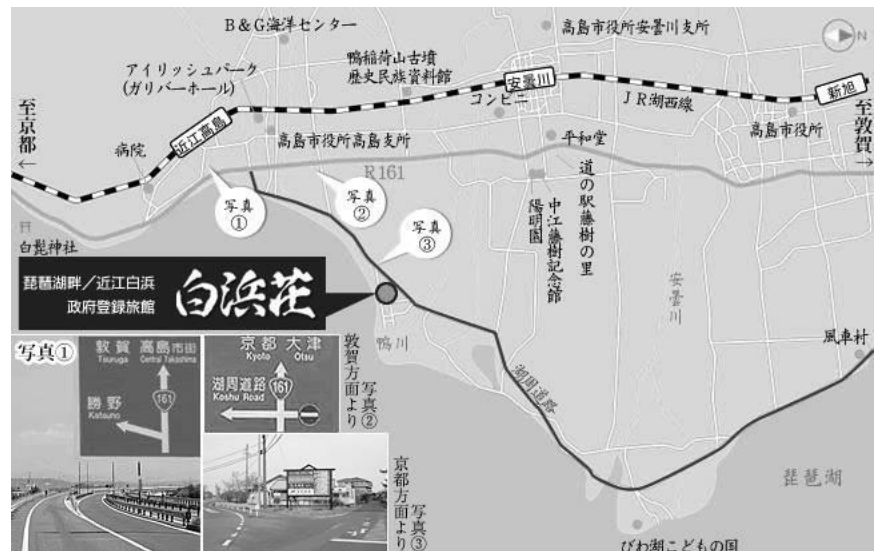 B&G海洋センター
高島市役所安曇川支所
N
アイリッシュパーク
(ガリバーホール)
鴨稲荷山古墳
歴史民族資料館
安曇川
コンビニ
JR湖西線
新旭
至京都
←
至敦賀
→
近江高島
病院
高島市役所高島支所
平和堂
高島市役所
R161
道の駅藤樹の里
中江藤樹記念館
陽明園
写真
①
写真
②
写真
③
白髭神社
琵琶湖畔/近江白浜
政府登録旅館
白浜荘
鴨川
安曇川
風車村
湖周道路
琵琶湖
びわ湖こどもの国
写真①
敦賀 高島市街
Tsuruga Central Takashima
161
勝野
Katsuno
京都 大津
Kyoto Otsu
湖周道路
Koshu Road
161
写真②
敦賀方面より
写真③
京都方面より